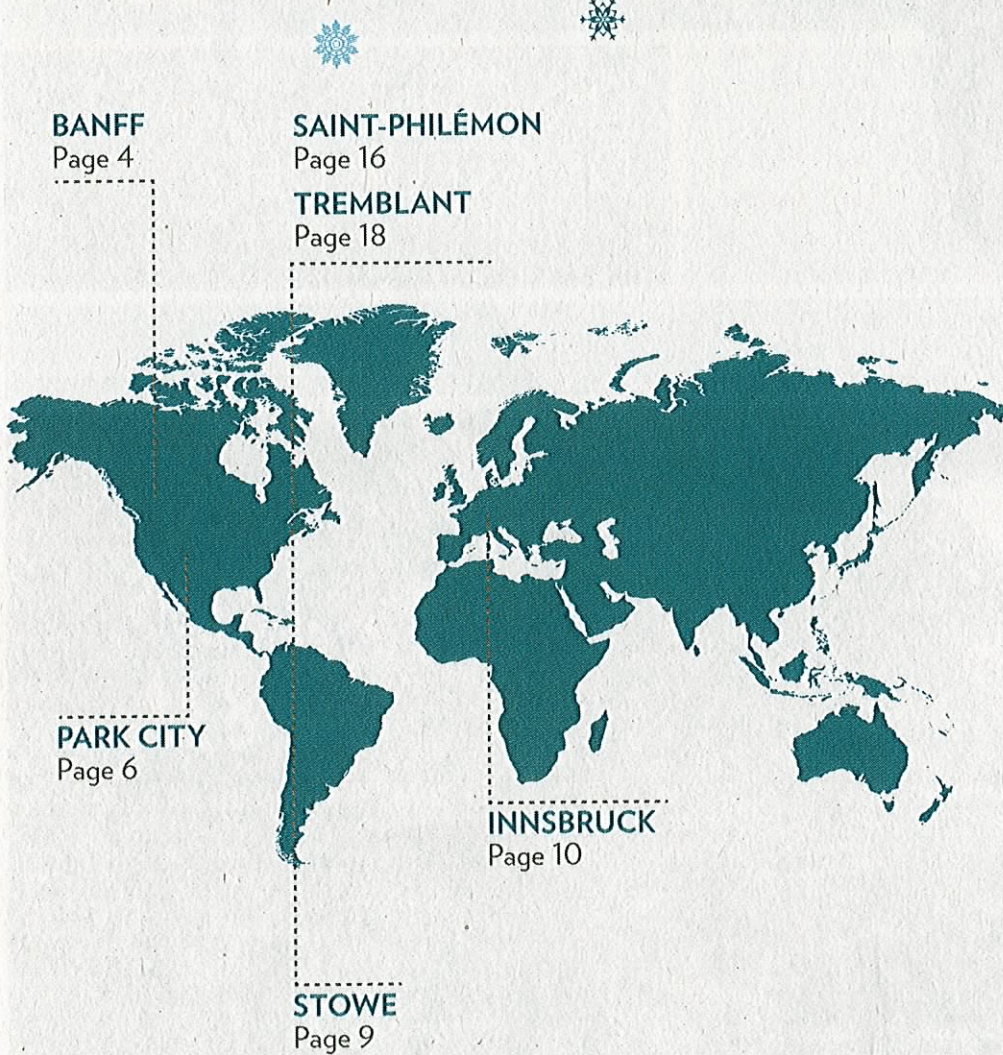 BANFF
Page 4
SAINT-PHILÉMON
Page 16
TREMBLANT
Page 18
PARK CITY
Page 6
INNSBRUCK
Page 10
STOWE
Page 9